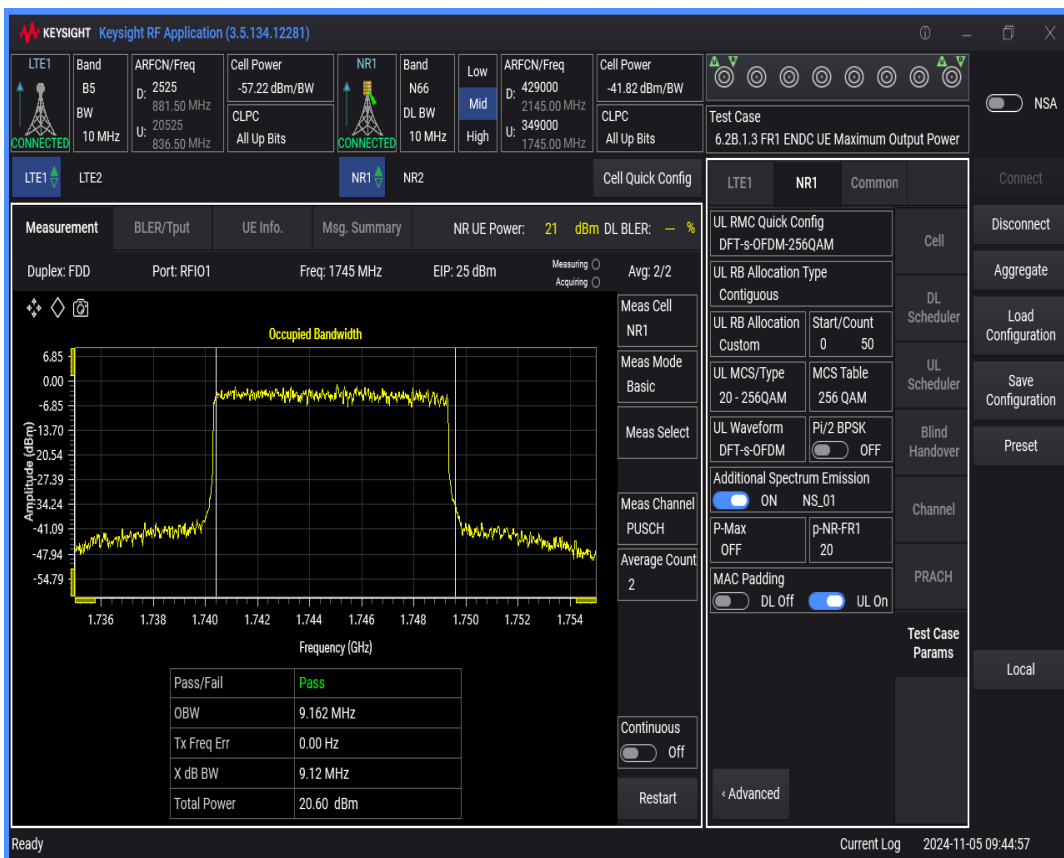 KEYSIGHT Keysight RF Application (3.5.134.12281)
LTE1
CONNECTED
Band
B5
BW
10 MHz
ARFCN/Freq
D: 2525
881.50 MHz
U: 20525
836.50 MHz
Cell Power
-57.22 dBm/BW
CLPC
All Up Bits
NR1
CONNECTED
Band
N66
DL BW
10 MHz
Low
Mid
High
ARFCN/Freq
D: 429000
2145.00 MHz
U: 349000
1745.00 MHz
Cell Power
-41.82 dBm/BW
CLPC
All Up Bits
Test Case
6.2B.1.3 FR1 ENDC UE Maximum Output Power
NSA
LTE1 LTE2 NR1 NR2 Cell Quick Config
Measurement BLER/Tput UE Info. Msg. Summary NR UE Power: 21 dBm DL BLER: — %
Duplex: FDD Port: RFIO1 Freq: 1745 MHz EIP: 25 dBm Measuring Avg: 2/2
Acquiring
Occupied Bandwidth
Amplitude (dBm)
6.85
0.00
-6.85
-13.70
-20.54
-27.39
-34.24
-41.09
-47.94
-54.79
1.736 1.738 1.740 1.742 1.744 1.746 1.748 1.750 1.752 1.754
Frequency (GHz)
Pass/Fail Pass
OBW 9.162 MHz
Tx Freq Err 0.00 Hz
X dB BW 9.12 MHz
Total Power 20.60 dBm
Meas Cell
NR1
Meas Mode
Basic
Meas Select
Meas Channel
PUSCH
Average Count
2
Continuous
Off
Restart
LTE1 NR1 Common
UL RMC Quick Config
DFT-s-OFDM-256QAM
UL RB Allocation Type
Contiguous
UL RB Allocation
Custom
Start/Count
0 50
UL MCS/Type
20 - 256QAM
MCS Table
256 QAM
UL Waveform
DFT-s-OFDM
Pi/2 BPSK
OFF
Additional Spectrum Emission
ON NS_01
P-Max
OFF
p-NR-FR1
20
MAC Padding
DL Off UL On
‹ Advanced
Cell
DL
Scheduler
UL
Scheduler
Blind
Handover
Channel
PRACH
Test Case
Params
Connect
Disconnect
Aggregate
Load
Configuration
Save
Configuration
Preset
Local
Ready Current Log 2024-11-05 09:44:57